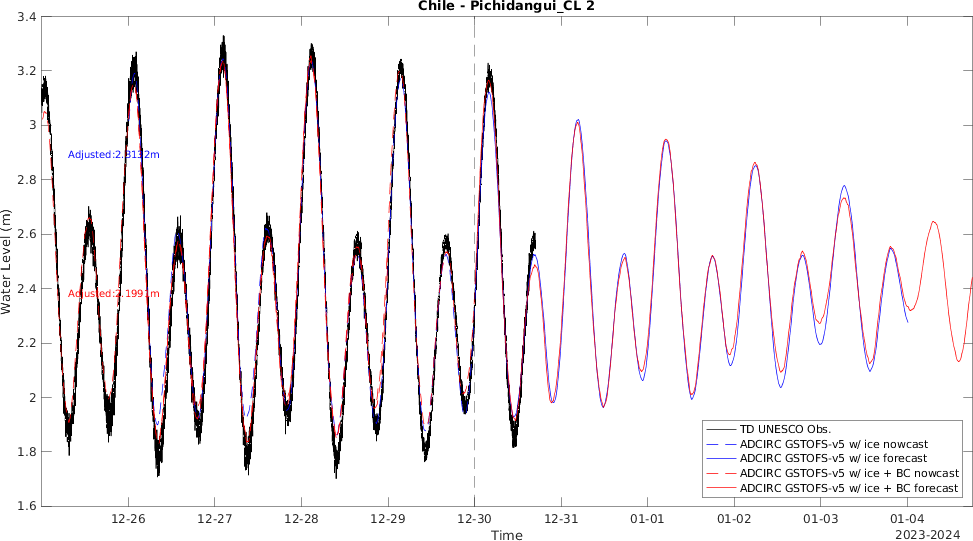 Chile - Pichidangui_CL 2
3.4
3.2
3
2.8
2.6
2.4
2.2
2
1.8
1.6
Water Level (m)
Adjusted:2.3132m
Adjusted:2.1991m
TD UNESCO Obs.
ADCIRC GSTOFS-v5 w/ ice nowcast
ADCIRC GSTOFS-v5 w/ ice forecast
ADCIRC GSTOFS-v5 w/ ice + BC nowcast
ADCIRC GSTOFS-v5 w/ ice + BC forecast
12-26 12-27 12-28 12-29 12-30 12-31 01-01 01-02 01-03 01-04
Time
2023-2024